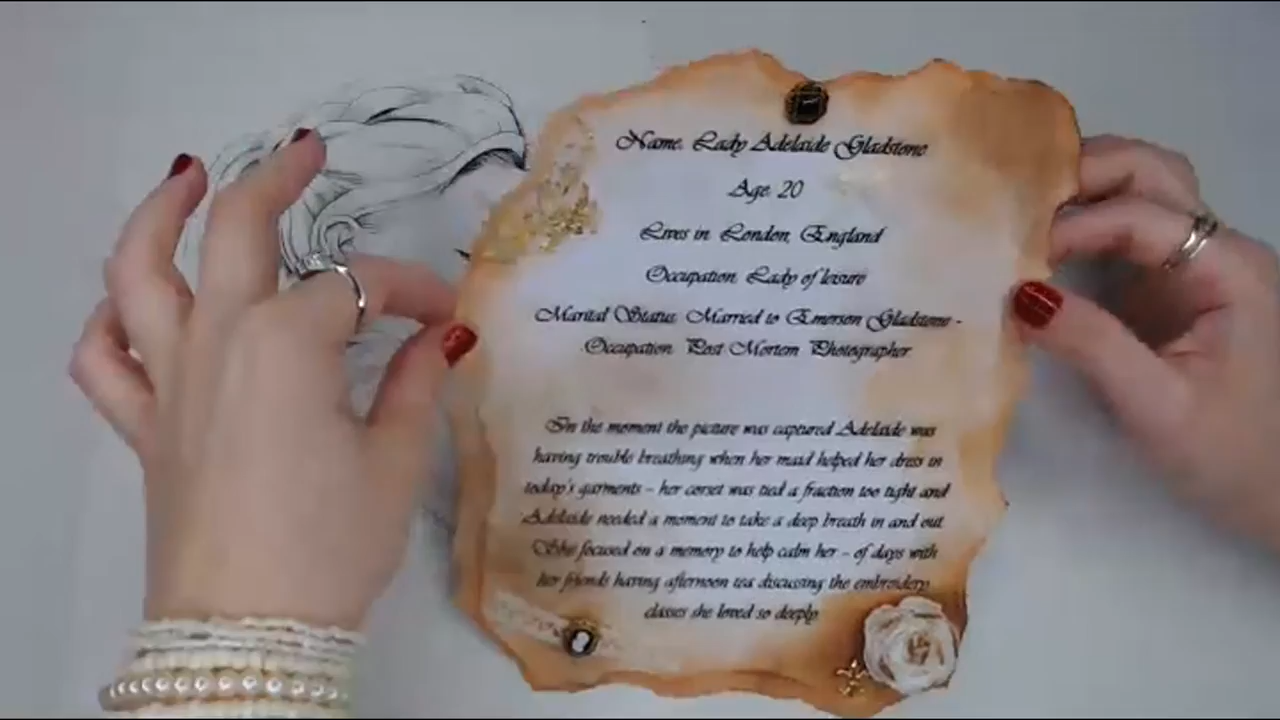 Name: Lady Adelaide Gladstone
Age: 20
Lives in: London, England
Occupation: Lady of leisure
Marital Status: Married to Emerson Gladstone -
Occupation: Post Mortem Photographer
In the moment the picture was captured Adelaide was
having trouble breathing when her maid helped her dress in
today's garments – her corset was tied a fraction too tight and
Adelaide needed a moment to take a deep breath in and out.
She focused on a memory to help calm her – of days with
her friends having afternoon tea discussing the embroidery
classes she loved so deeply.